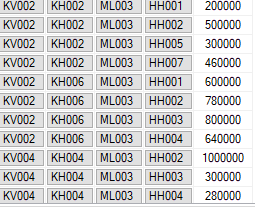 KV002 KH002 ML003 HH001 200000
KV002 KH002 ML003 HH002 500000
KV002 KH002 ML003 HH005 300000
KV002 KH002 ML003 HH007 460000
KV002 KH006 ML003 HH001 600000
KV002 KH006 ML003 HH002 780000
KV002 KH006 ML003 HH003 800000
KV002 KH006 ML003 HH004 640000
KV004 KH004 ML003 HH002 1000000
KV004 KH004 ML003 HH003 300000
KV004 KH004 ML003 HH004 280000